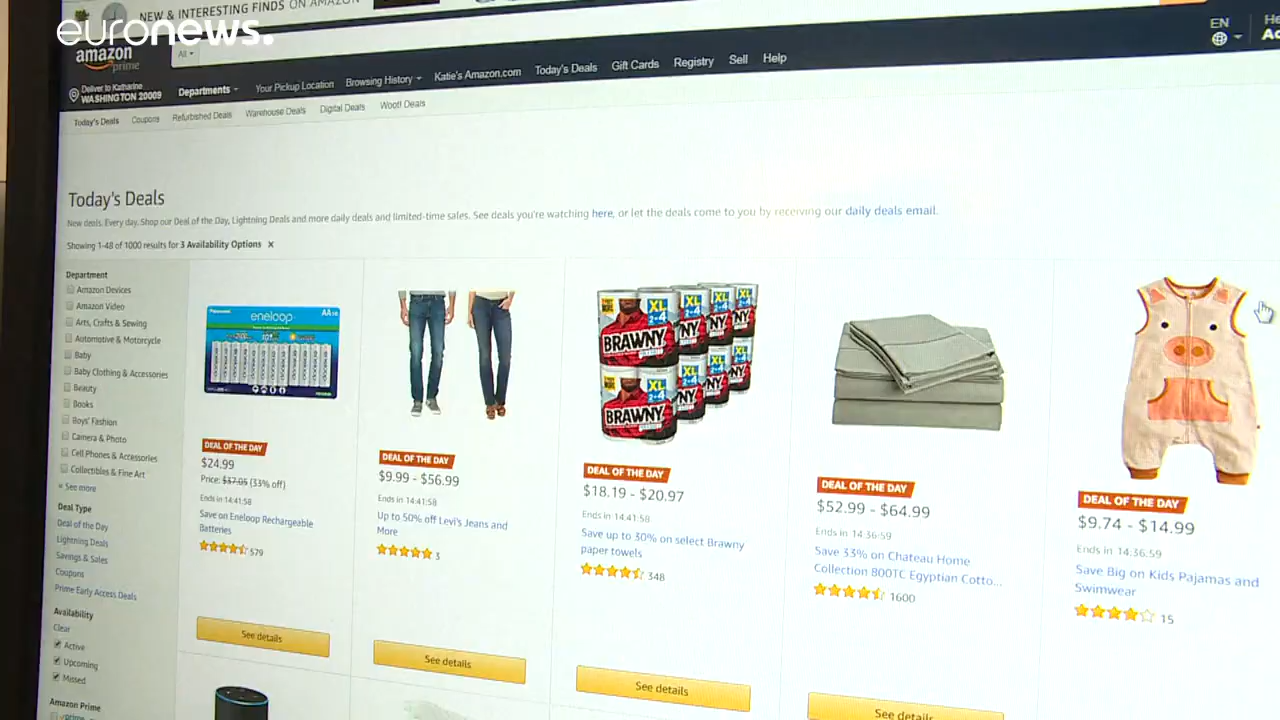 NEW & INTERESTING FINDS ON AMAZON
euronews.
EN
amazon
prime
All
Deliver to Katharine
WASHINGTON 20009
Departments
Your Pickup Location
Browsing History
Katie's Amazon.com
Today's Deals
Gift Cards
Registry
Sell
Help
Today's Deals
Coupons
Refurbished Deals
Warehouse Deals
Digital Deals
Woot! Deals
Today's Deals
New deals. Every day. Shop our Deal of the Day, Lightning Deals and more daily deals and limited-time sales. See deals you're watching here, or let the deals come to you by receiving our daily deals email.
Showing 1-48 of 1000 results for 3 Availability Options x
Department
Amazon Devices
Amazon Video
Arts, Crafts & Sewing
Automotive & Motorcycle
Baby
Baby Clothing & Accessories
Beauty
Books
Boys' Fashion
Camera & Photo
Cell Phones & Accessories
Collectibles & Fine Art
See more
Deal Type
Deal of the Day
Lightning Deals
Savings & Sales
Coupons
Prime Early Access Deals
Availability
Clear
Active
Upcoming
Missed
Amazon Prime
prime
Panasonic
eneloop
AA
DEAL OF THE DAY
$24.99
Price: $37.05 (33% off)
Ends in 14:41:58
Save on Eneloop Rechargeable
Batteries
579
See details
DEAL OF THE DAY
$9.99 - $56.99
Ends in 14:41:58
Up to 50% off Levi's Jeans and
More
3
See details
XL
2=4
BRAWNY
XL
2=4
BRAWNY
DEAL OF THE DAY
$18.19 - $20.97
Ends in 14:41:58
Save up to 30% on select Brawny
paper towels
348
See details
DEAL OF THE DAY
$52.99 - $64.99
Ends in 14:36:59
Save 33% on Chateau Home
Collection 800TC Egyptian Cotto...
1600
See details
DEAL OF THE DAY
$9.74 - $14.99
Ends in 14:36:59
Save Big on Kids Pajamas and
Swimwear
15